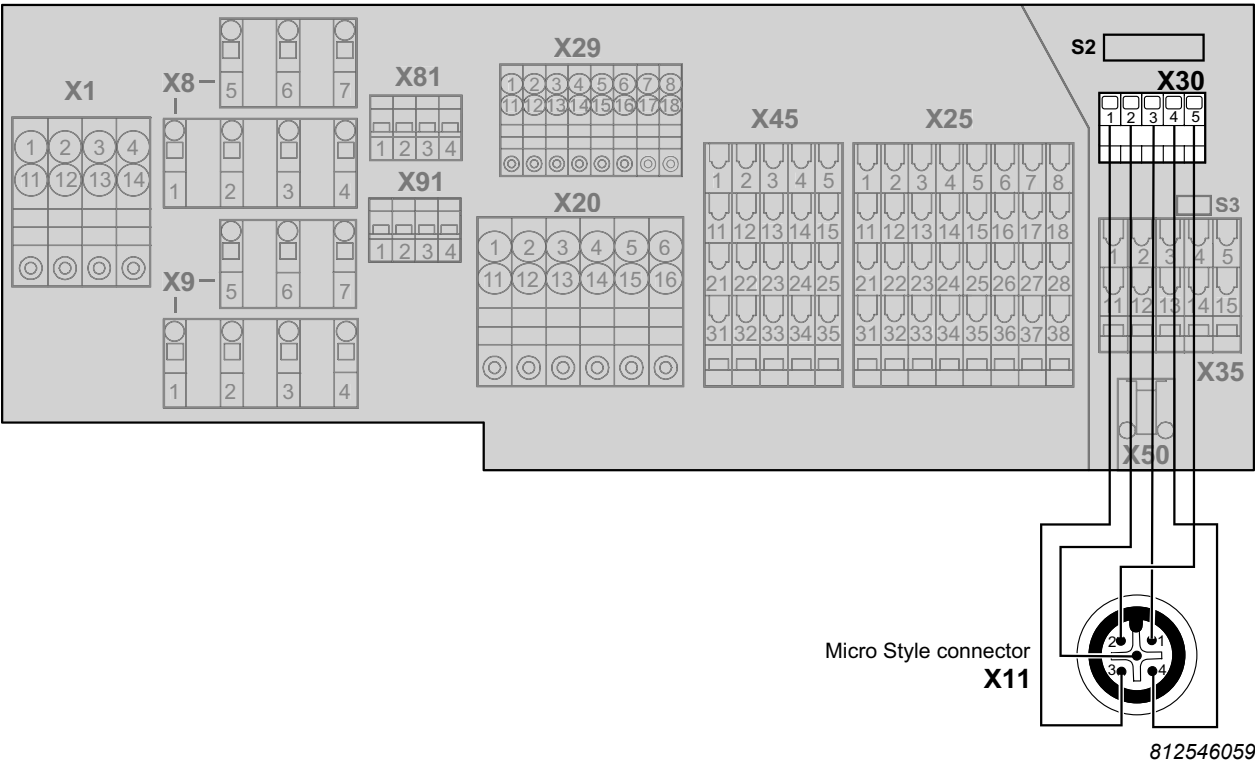 X1
1 2 3 4
11 12 13 14
X8
5 6 7
1 2 3 4
X9
5 6 7
1 2 3 4
X81
1 2 3 4
X91
1 2 3 4
X29
1 2 3 4 5 6 7 8
11 12 13 14 15 16 17 18
X20
1 2 3 4 5 6
11 12 13 14 15 16
X45
1 2 3 4 5
11 12 13 14 15
21 22 23 24 25
31 32 33 34 35
X25
1 2 3 4 5 6 7 8
11 12 13 14 15 16 17 18
21 22 23 24 25 26 27 28
31 32 33 34 35 36 37 38
S2
X30
1 2 3 4 5
S3
1 2 3 4 5
11 12 13 14 15
X35
X50
Micro Style connector
X11
2 1
3 4
812546059